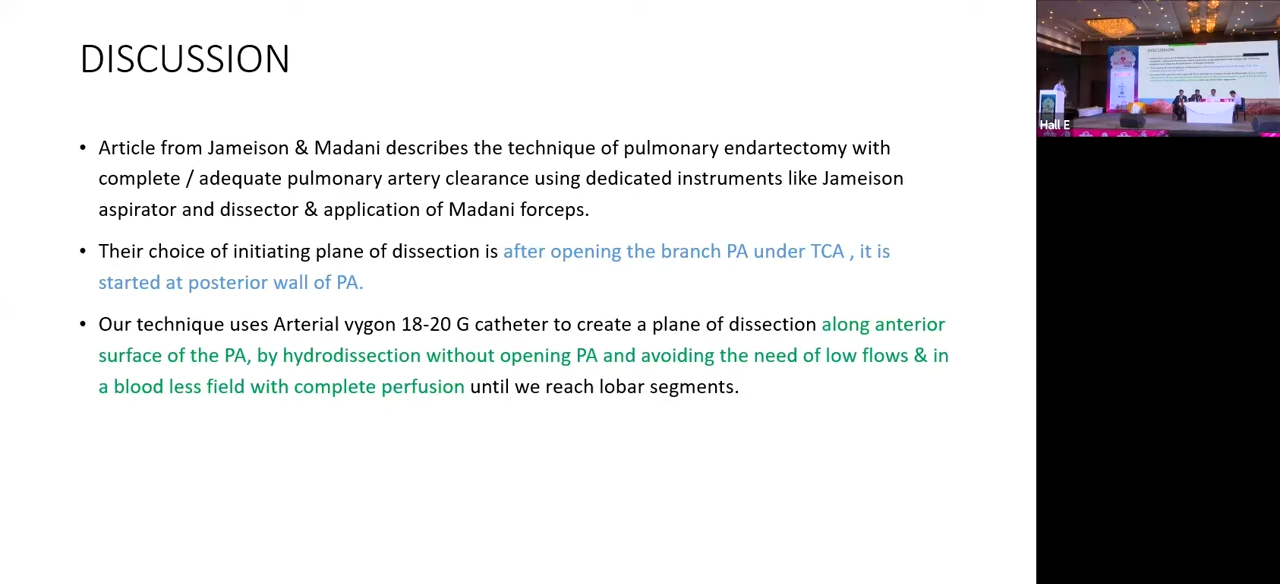 DISCUSSION
• Article from Jameison & Madani describes the technique of pulmonary endartectomy with
complete / adequate pulmonary artery clearance using dedicated instruments like Jameison
aspirator and dissector & application of Madani forceps.
• Their choice of initiating plane of dissection is after opening the branch PA under TCA , it is
started at posterior wall of PA.
• Our technique uses Arterial vygon 18-20 G catheter to create a plane of dissection along anterior
surface of the PA, by hydrodissection without opening PA and avoiding the need of low flows & in
a blood less field with complete perfusion until we reach lobar segments.
DISCUSSION
Hall E